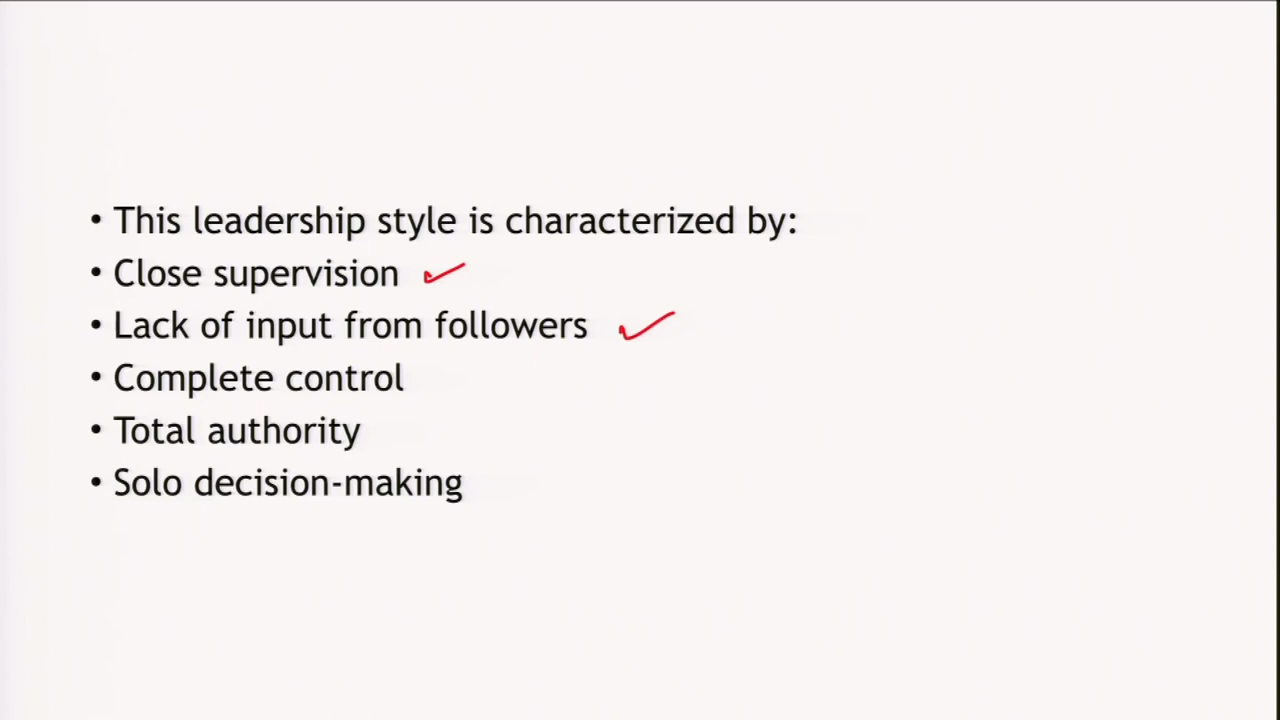 • This leadership style is characterized by:
• Close supervision
• Lack of input from followers
• Complete control
• Total authority
• Solo decision-making